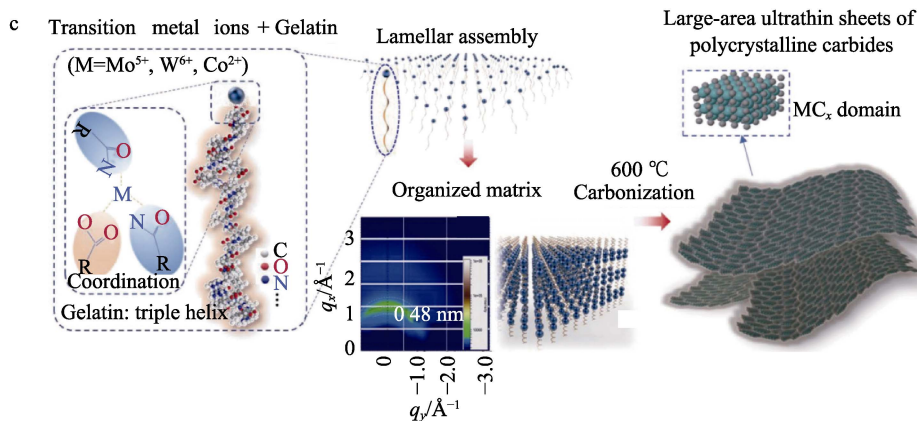 c
Transition metal ions + Gelatin
(M=Mo⁵⁺, W⁶⁺, Co²⁺)
R
O
N
M
O
O
R
N
O
R
Coordination
Gelatin: triple helix
C
O
N
Lamellar assembly
Organized matrix
3
2
1
0
qₓ/Å⁻¹
0 48 nm
0
−1.0
−2.0
−3.0
qᵧ/Å⁻¹
600 ℃
Carbonization
Large-area ultrathin sheets of
polycrystalline carbides
MCₓ domain